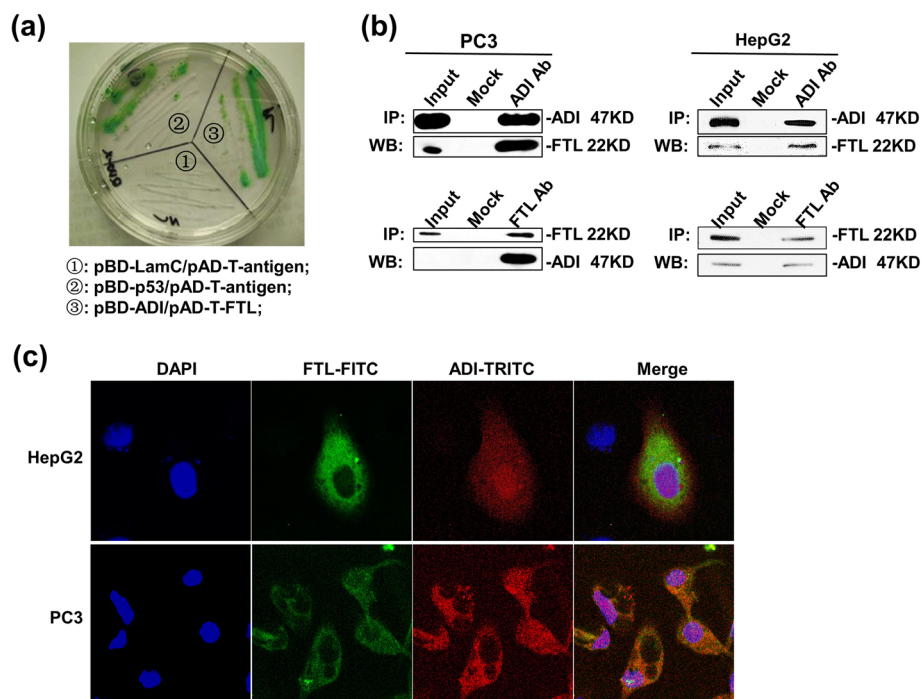 (a)
②
③
①
①: pBD-LamC/pAD-T-antigen;
②: pBD-p53/pAD-T-antigen;
③: pBD-ADI/pAD-T-FTL;
(b)
PC3
Input Mock ADI Ab
IP: -ADI 47KD
WB: -FTL 22KD
Input Mock FTL Ab
IP: -FTL 22KD
WB: -ADI 47KD
HepG2
Input Mock ADI Ab
IP: -ADI 47KD
WB: -FTL 22KD
Input Mock FTL Ab
IP: -FTL 22KD
WB: -ADI 47KD
(c)
DAPI FTL-FITC ADI-TRITC Merge
HepG2
PC3